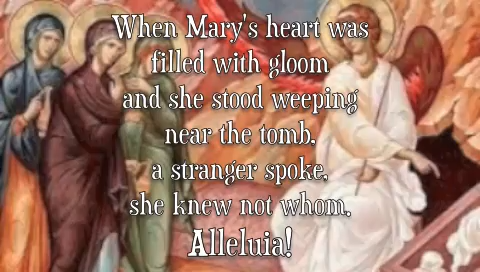 When Mary's heart was
filled with gloom
and she stood weeping
near the tomb,
a stranger spoke,
she knew not whom,
Alleluia!